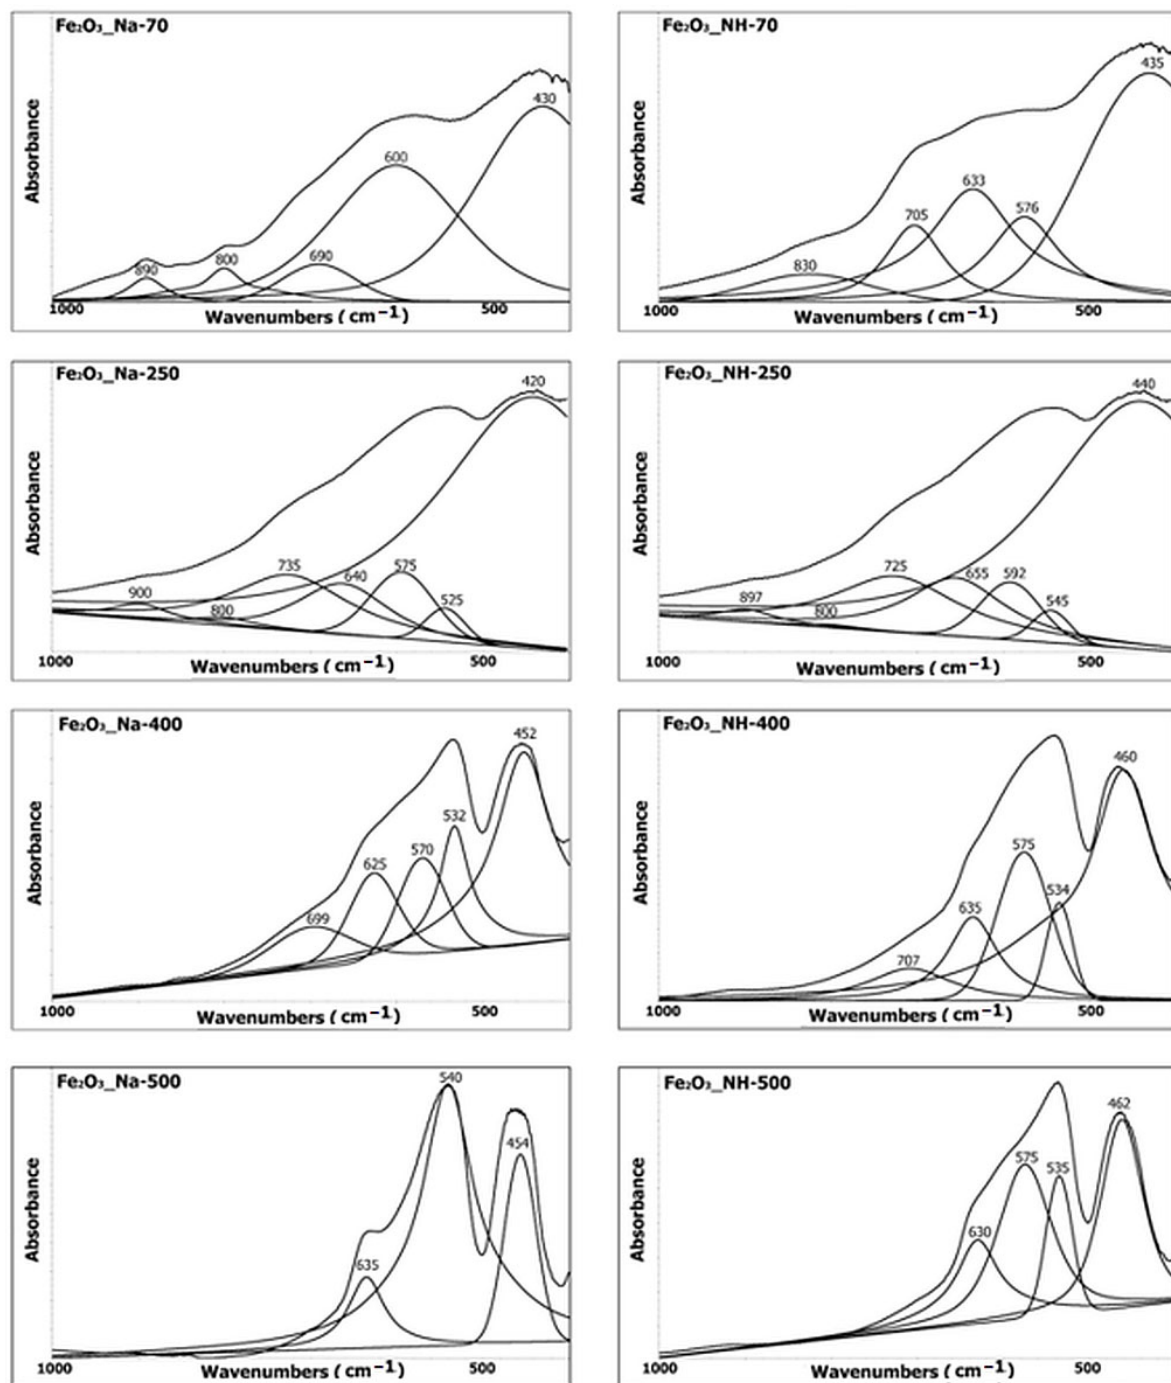 Fe₂O₃_Na-70
Absorbance
890
800
690
600
430
1000
500
Wavenumbers ( cm−1)
Fe₂O₃_NH-70
Absorbance
830
705
633
576
435
1000
500
Wavenumbers ( cm−1)
Fe₂O₃_Na-250
Absorbance
900
800
735
640
575
525
420
1000
500
Wavenumbers ( cm−1)
Fe₂O₃_NH-250
Absorbance
897
800
725
655
592
545
440
1000
500
Wavenumbers ( cm−1)
Fe₂O₃_Na-400
Absorbance
699
625
570
532
452
1000
500
Wavenumbers ( cm−1)
Fe₂O₃_NH-400
Absorbance
707
635
575
534
460
1000
500
Wavenumbers ( cm−1)
Fe₂O₃_Na-500
Absorbance
635
540
454
1000
500
Wavenumbers ( cm−1)
Fe₂O₃_NH-500
Absorbance
630
575
535
462
1000
500
Wavenumbers ( cm−1)